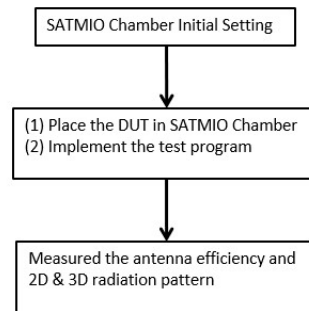 SATMIO Chamber Initial Setting
(1) Place the DUT in SATMIO Chamber
(2) Implement the test program
Measured the antenna efficiency and
2D & 3D radiation pattern